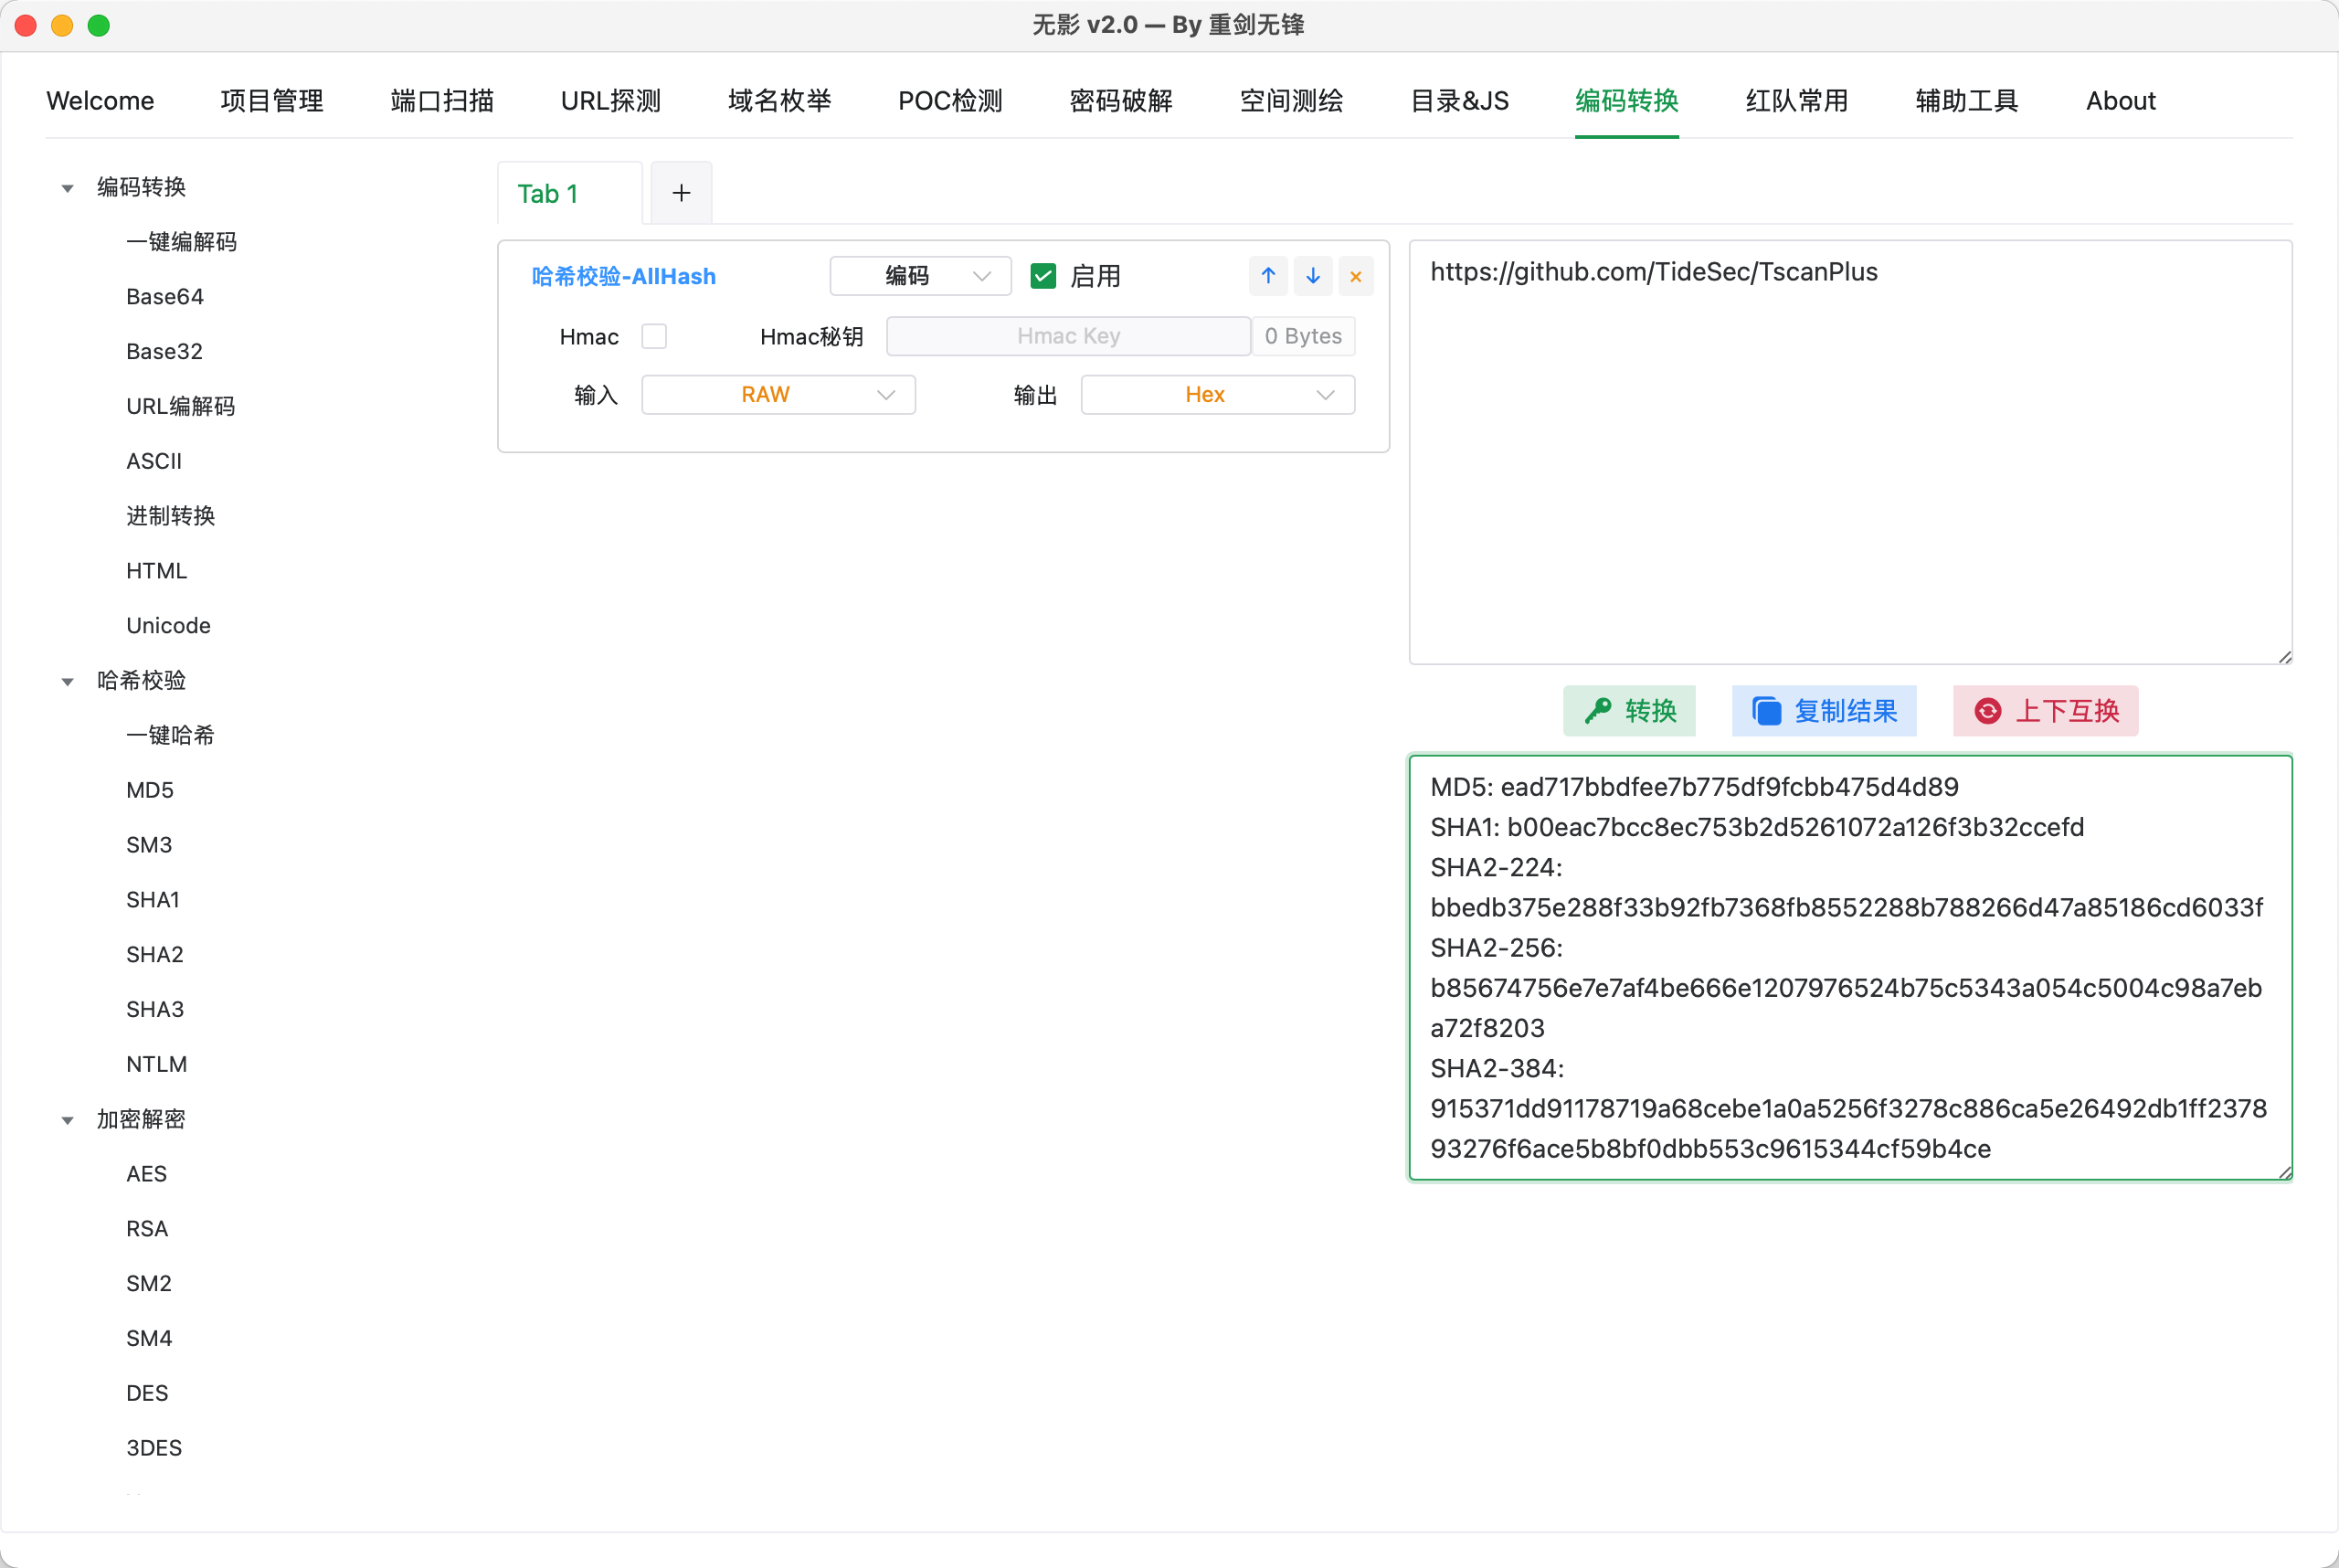 无影 v2.0 — By 重剑无锋
Welcome 项目管理 端口扫描 URL探测 域名枚举 POC检测 密码破解 空间测绘 目录&JS 编码转换 红队常用 辅助工具 About
编码转换
一键编解码
Base64
Base32
URL编解码
ASCII
进制转换
HTML
Unicode
哈希校验
一键哈希
MD5
SM3
SHA1
SHA2
SHA3
NTLM
加密解密
AES
RSA
SM2
SM4
DES
3DES
Tab 1 +
哈希校验-AllHash 编码 启用
Hmac Hmac秘钥 Hmac Key 0 Bytes
输入 RAW 输出 Hex
https://github.com/TideSec/TscanPlus
转换 复制结果 上下互换
MD5: ead717bbdfee7b775df9fcbb475d4d89
SHA1: b00eac7bcc8ec753b2d5261072a126f3b32ccefd
SHA2-224:
bbedb375e288f33b92fb7368fb8552288b788266d47a85186cd6033f
SHA2-256:
b85674756e7e7af4be666e1207976524b75c5343a054c5004c98a7eb
a72f8203
SHA2-384:
915371dd91178719a68cebe1a0a5256f3278c886ca5e26492db1ff2378
93276f6ace5b8bf0dbb553c9615344cf59b4ce